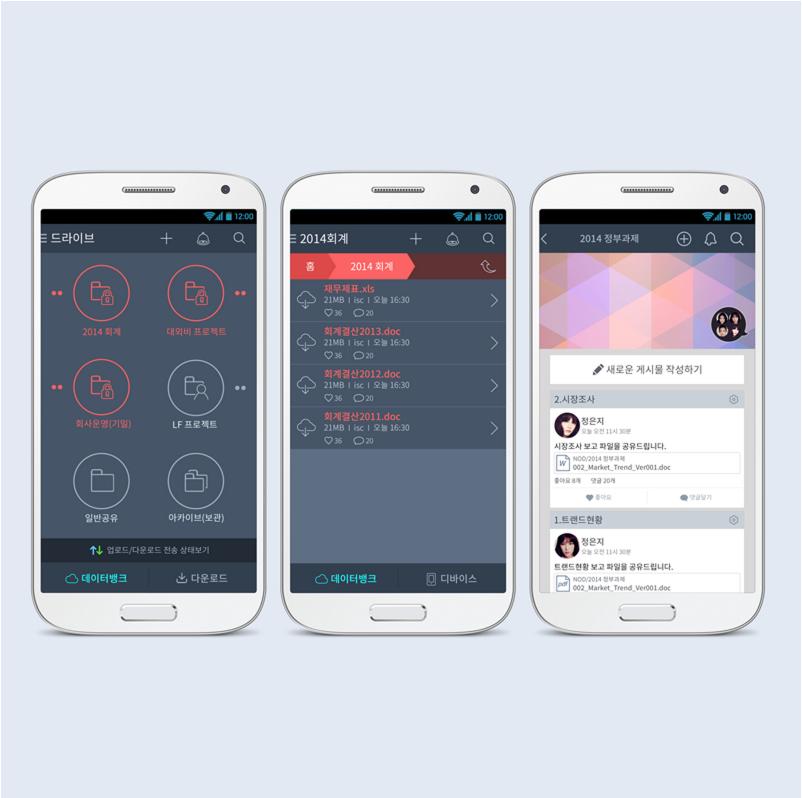 12:00
드라이브
2014 회계
대외비 프로젝트
회사운영(기밀)
LF 프로젝트
일반공유
아카이브(보관)
업로드/다운로드 전송 상태보기
데이터뱅크
다운로드
12:00
2014회계
홈
2014 회계
재무제표.xls
21MB I isc I 오늘 16:30
36 20
회계결산2013.doc
21MB I isc I 오늘 16:30
36 20
회계결산2012.doc
21MB I isc I 오늘 16:30
36 20
회계결산2011.doc
21MB I isc I 오늘 16:30
36 20
데이터뱅크
디바이스
12:00
2014 정부과제
새로운 게시물 작성하기
2.시장조사
정은지
오늘 오전 11시 30분
시장조사 보고 파일을 공유드립니다.
W
NOD/2014 정부과제
002_Market_Trend_Ver001.doc
좋아요 8개 댓글 20개
좋아요
댓글달기
1.트랜드현황
정은지
오늘 오전 11시 30분
트랜드현황 보고 파일을 공유드립니다.
pdf
NOD/2014 정부과제
002_Market_Trend_Ver001.doc